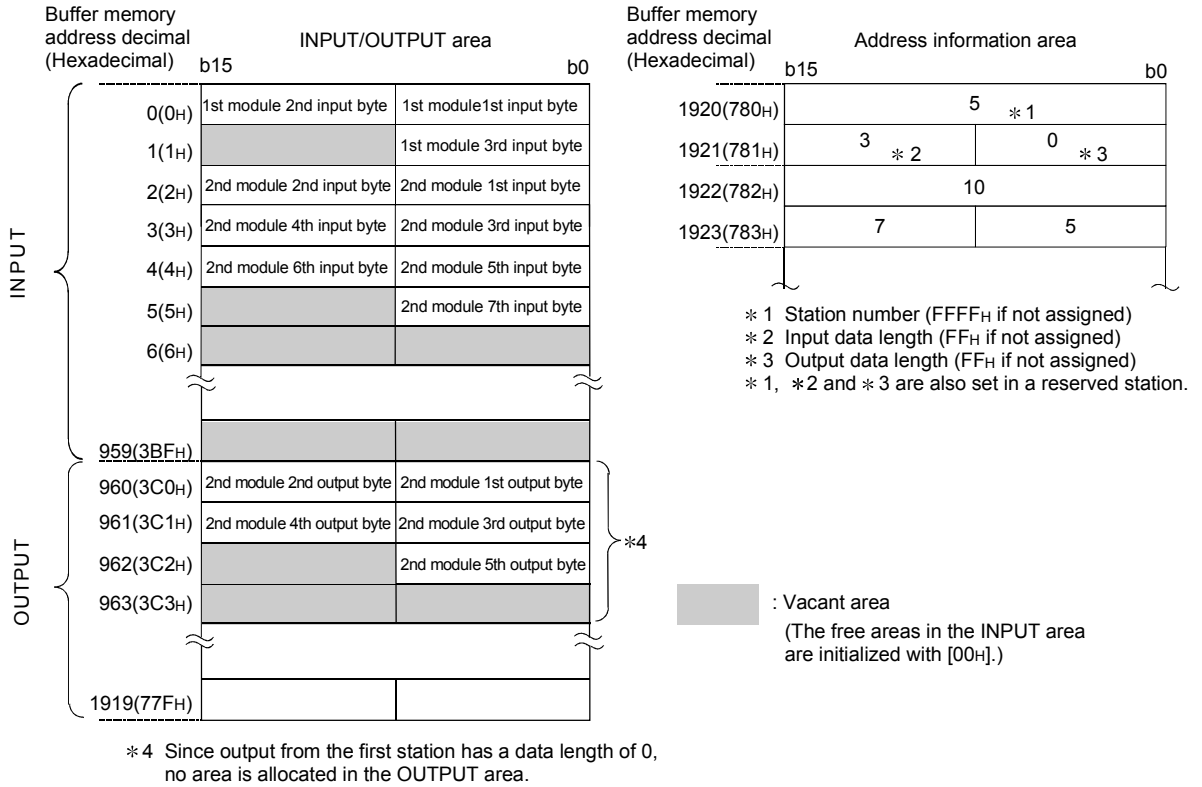 Buffer memory
address decimal
(Hexadecimal)
INPUT/OUTPUT area
b15 b0
INPUT
0(0H) 1st module 2nd input byte 1st module1st input byte
1(1H) 1st module 3rd input byte
2(2H) 2nd module 2nd input byte 2nd module 1st input byte
3(3H) 2nd module 4th input byte 2nd module 3rd input byte
4(4H) 2nd module 6th input byte 2nd module 5th input byte
5(5H) 2nd module 7th input byte
6(6H)
959(3BFH)
OUTPUT
960(3C0H) 2nd module 2nd output byte 2nd module 1st output byte
961(3C1H) 2nd module 4th output byte 2nd module 3rd output byte
962(3C2H) 2nd module 5th output byte
963(3C3H)
1919(77FH)
*4
*4 Since output from the first station has a data length of 0,
no area is allocated in the OUTPUT area.
Buffer memory
address decimal
(Hexadecimal)
Address information area
b15 b0
1920(780H) 5 *1
1921(781H) 3 *2 0 *3
1922(782H) 10
1923(783H) 7 5
*1 Station number (FFFFH if not assigned)
*2 Input data length (FFH if not assigned)
*3 Output data length (FFH if not assigned)
*1, *2 and *3 are also set in a reserved station.
: Vacant area
(The free areas in the INPUT area
are initialized with [00H].)